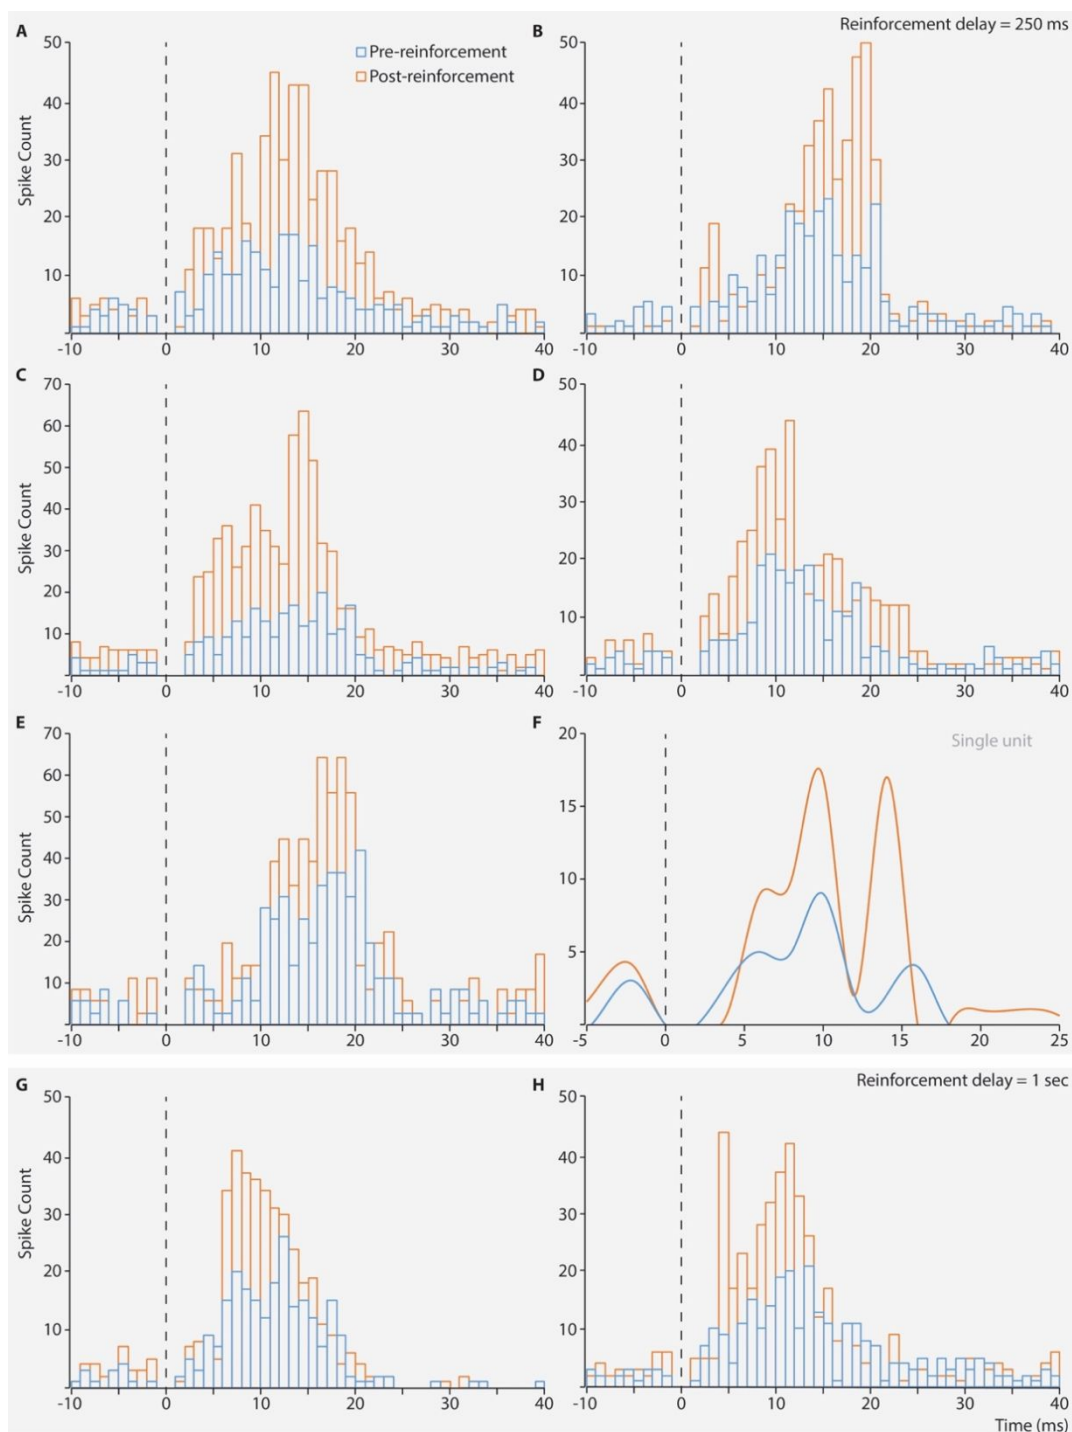 A
B
Reinforcement delay = 250 ms
Pre-reinforcement
Post-reinforcement
Spike Count
50
40
30
20
10
-10 0 10 20 30 40
50
40
30
20
10
-10 0 10 20 30 40
C
D
Spike Count
70
60
50
40
30
20
10
-10 0 10 20 30 40
50
40
30
20
10
-10 0 10 20 30 40
E
F
Single unit
Spike Count
70
60
50
40
30
20
10
-10 0 10 20 30 40
20
15
10
5
-5 0 5 10 15 20 25
G
H
Reinforcement delay = 1 sec
Spike Count
50
40
30
20
10
-10 0 10 20 30 40
50
40
30
20
10
-10 0 10 20 30 40
Time (ms)